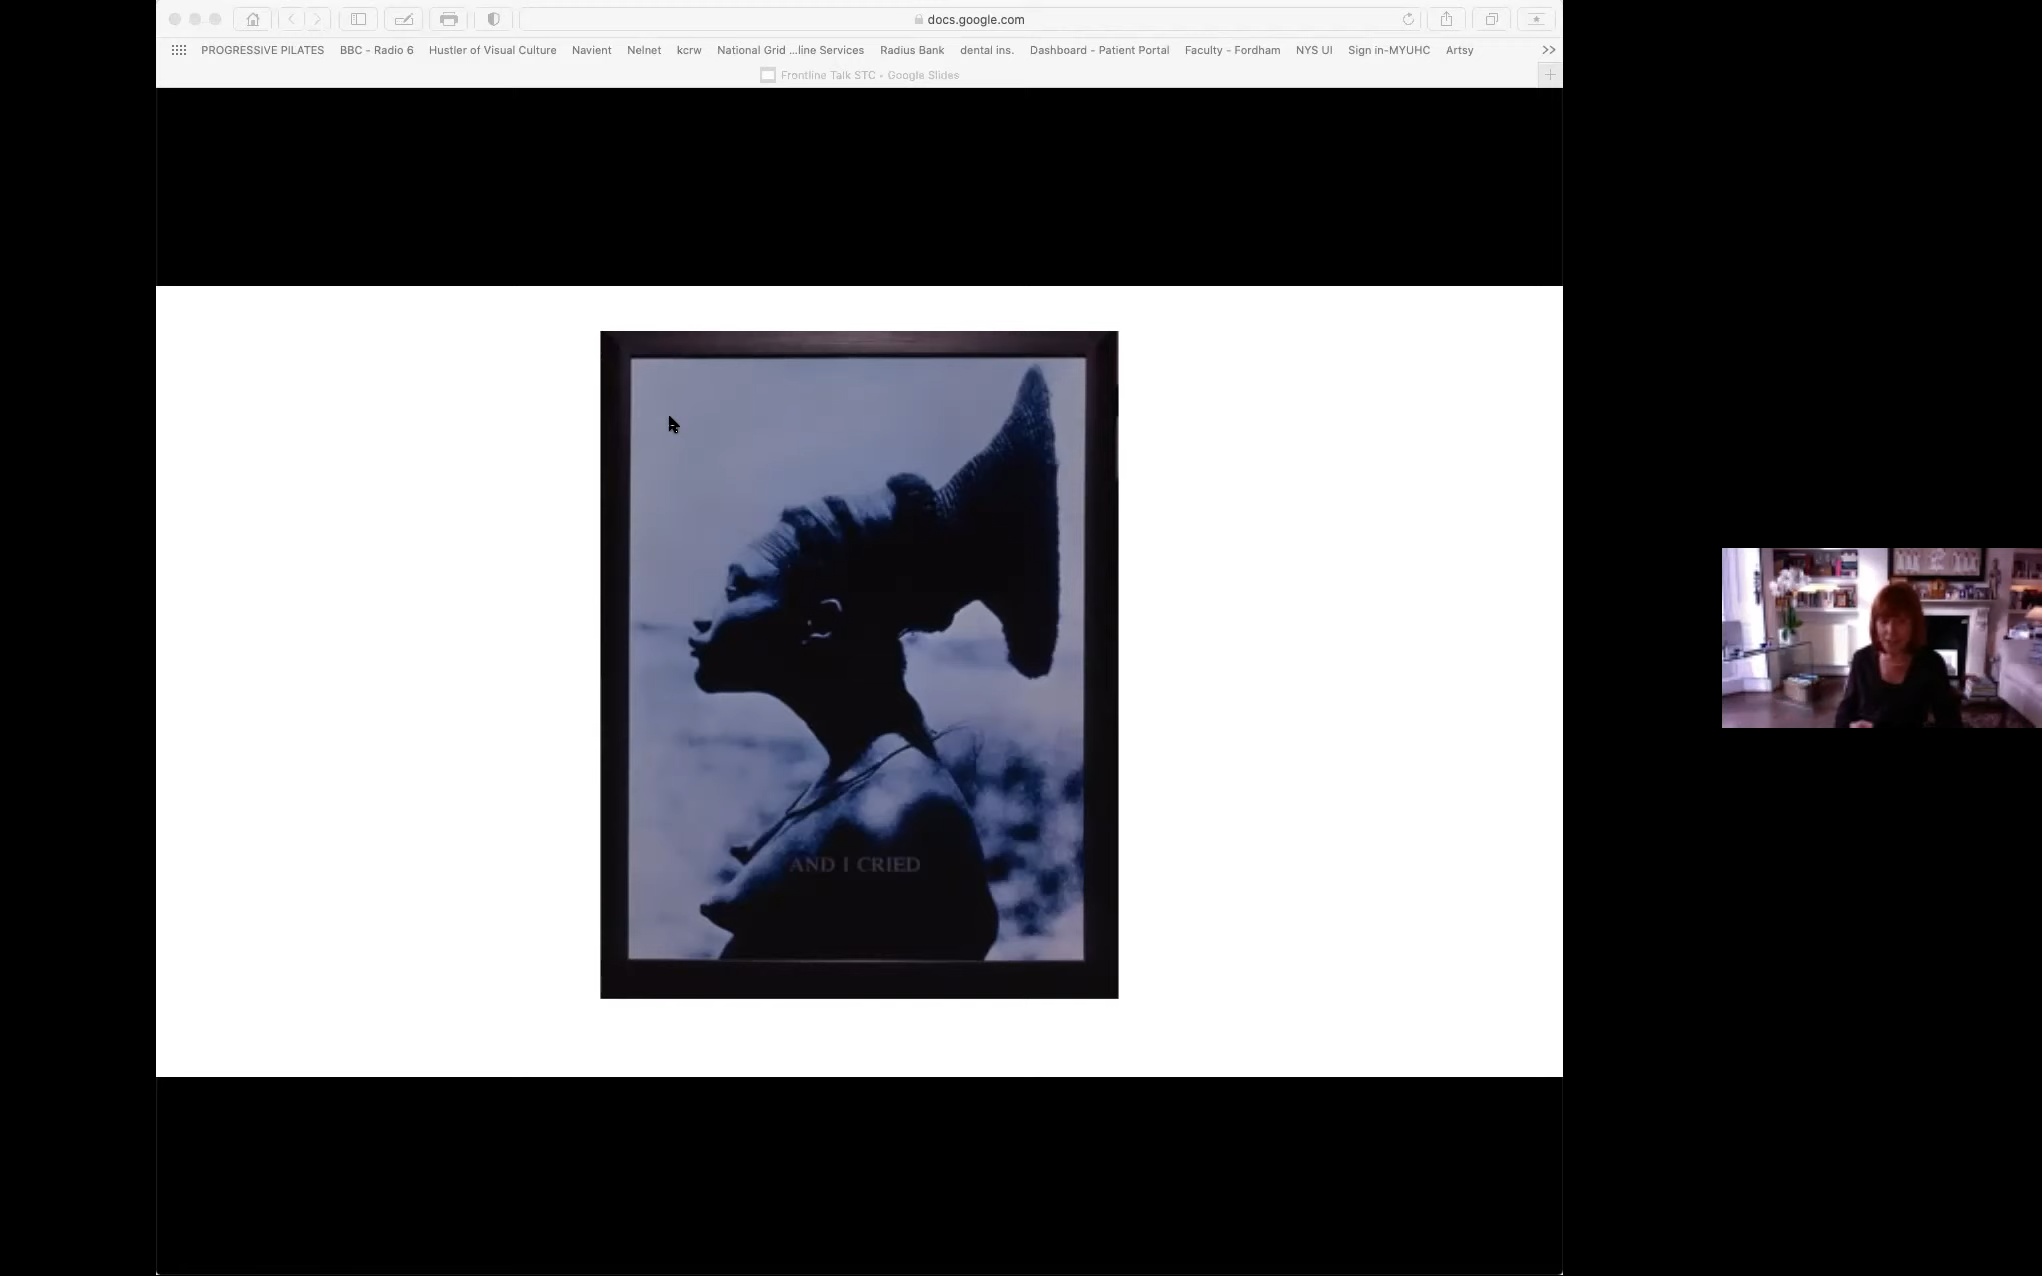 docs.google.com
PROGRESSIVE PILATES BBC - Radio 6 Hustler of Visual Culture Navient Nelnet kcrw National Grid ...line Services Radius Bank dental ins. Dashboard - Patient Portal Faculty - Fordham NYS UI Sign in-MYUHC Artsy
Frontline Talk STC - Google Slides
AND I CRIED